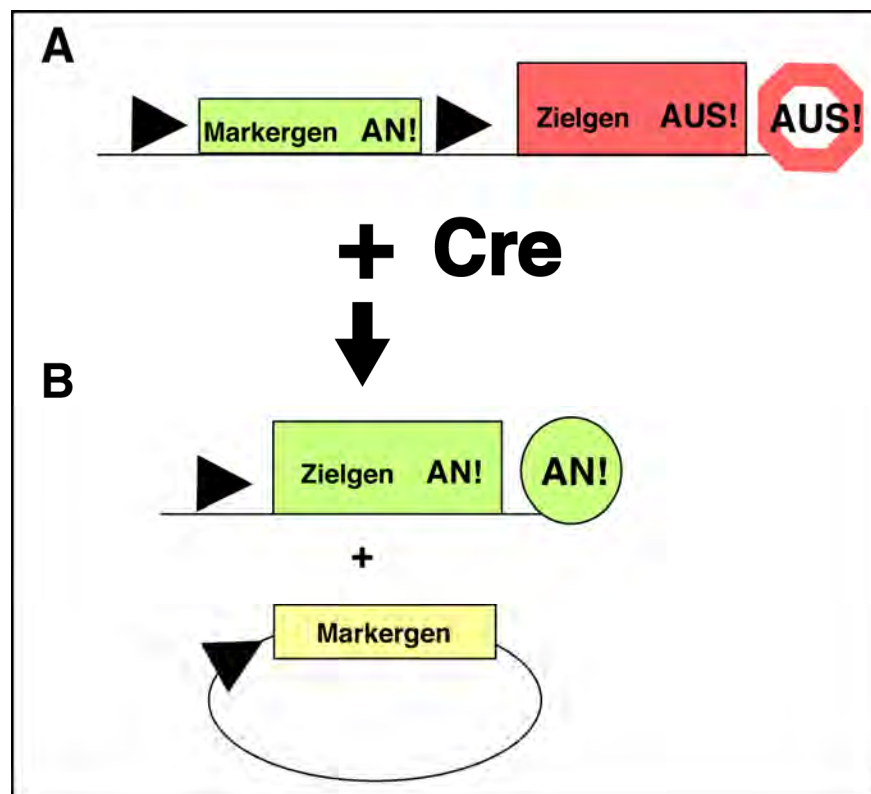 A
Markergen AN!
Zielgen AUS!
AUS!
+ Cre
B
Zielgen AN!
AN!
+
Markergen